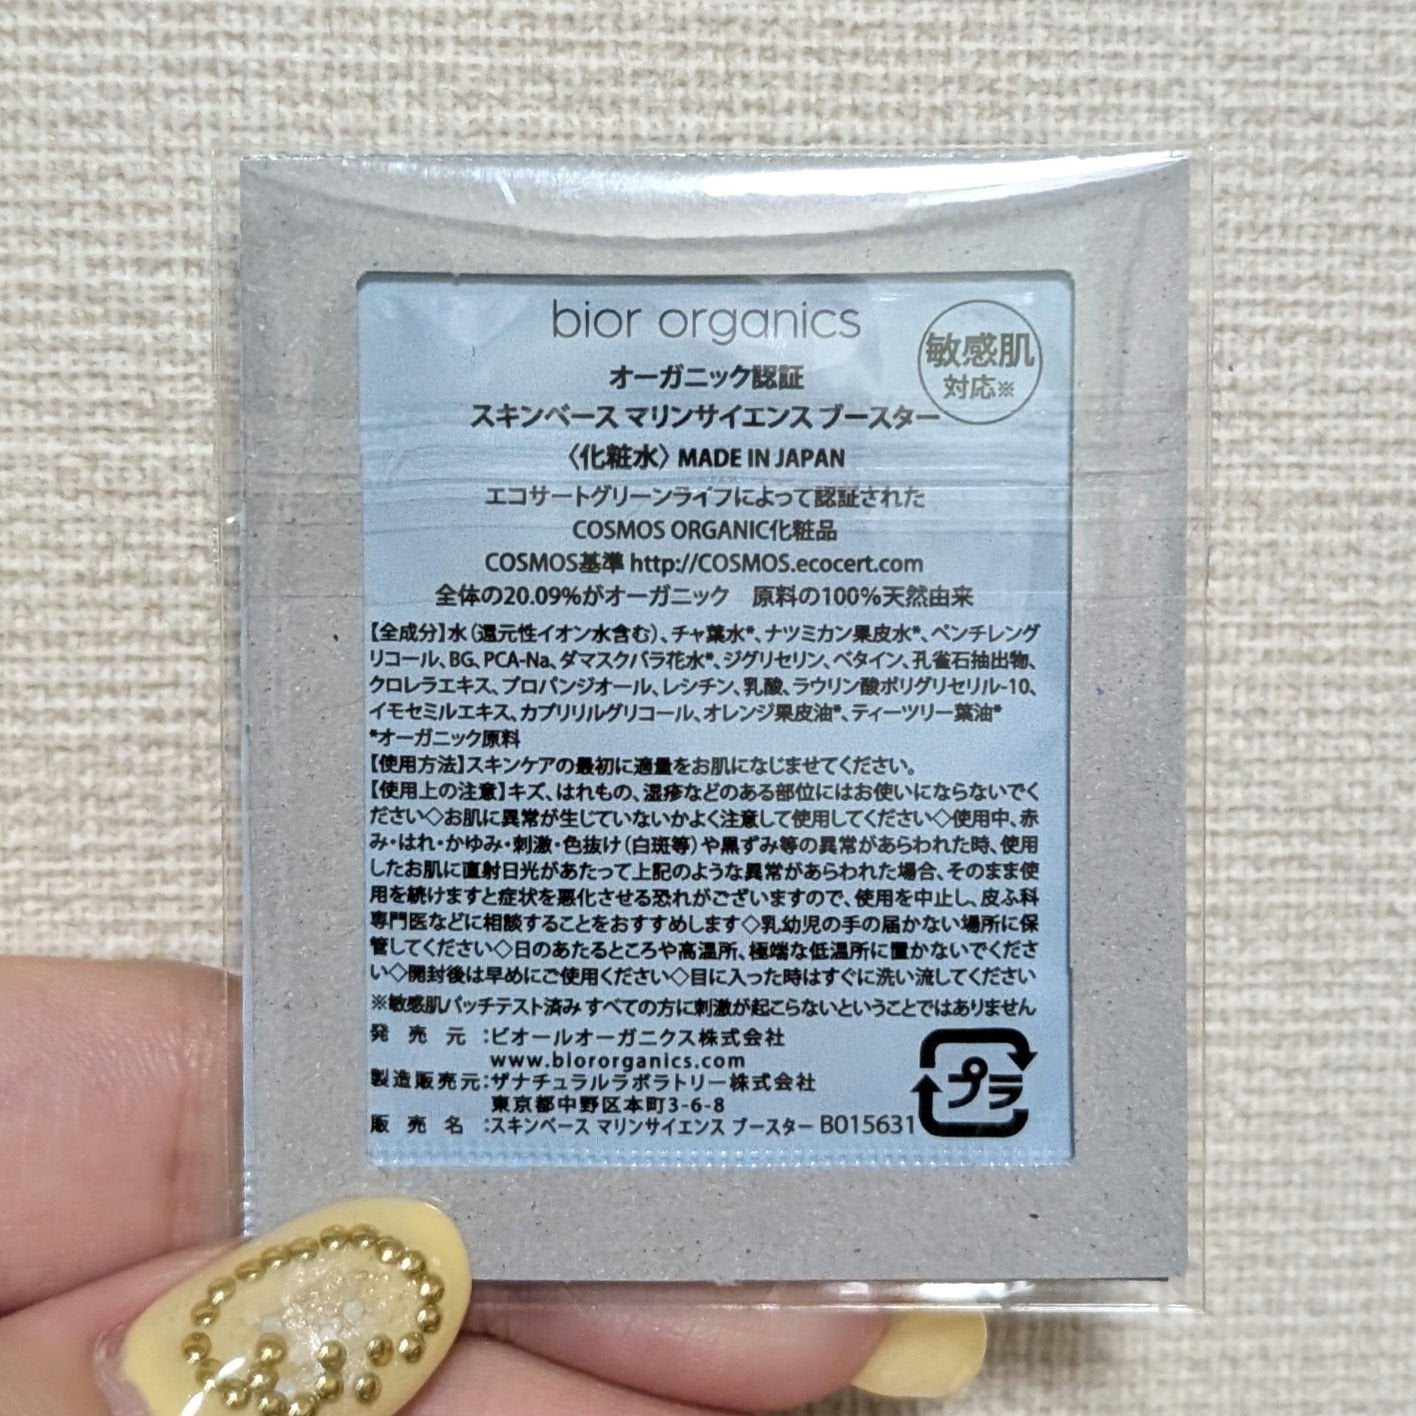 bior organics
敏感肌
対応※
オーガニック認証
スキンベース マリンサイエンス ブースター
〈化粧水〉 MADE IN JAPAN
エコサートグリーンライフによって認証された
COSMOS ORGANIC化粧品
COSMOS基準 http://COSMOS.ecocert.com
全体の20.09%がオーガニック　原料の100%天然由来
【全成分】水（還元性イオン水含む）、チャ葉水*、ナツミカン果皮水*、ペンチレング
リコール、BG、PCA-Na、ダマスクバラ花水*、ジグリセリン、ベタイン、孔雀石抽出物、
クロレラエキス、プロパンジオール、レシチン、乳酸、ラウリン酸ポリグリセリル-10、
イモセミルエキス、カプリリルグリコール、オレンジ果皮油*、ティーツリー葉油*
*オーガニック原料
【使用方法】スキンケアの最初に適量をお肌になじませてください。
【使用上の注意】キズ、はれもの、湿疹などのある部位にはお使いにならないでく
ださい◇お肌に異常が生じていないかよく注意して使用してください◇使用中、赤
み・はれ・かゆみ・刺激・色抜け（白斑等）や黒ずみ等の異常があらわれた時、使用
したお肌に直射日光があたって上記のような異常があらわれた場合、そのまま使
用を続けますと症状を悪化させる恐れがございますので、使用を中止し、皮ふ科
専門医などに相談することをおすすめします◇乳幼児の手の届かない場所に保
管してください◇日のあたるところや高温所、極端な低温所に置かないでくださ
い◇開封後は早めにご使用ください◇目に入った時はすぐに洗い流してください
※敏感肌パッチテスト済み すべての方に刺激が起こらないということではありません
発 売 元 ：ビオールオーガニクス株式会社
www.biororganics.com
製造販売元：ザナチュラルラボラトリー株式会社
東京都中野区本町3-6-8
販 売 名 ：スキンベース マリンサイエンス ブースター B015631
プラ